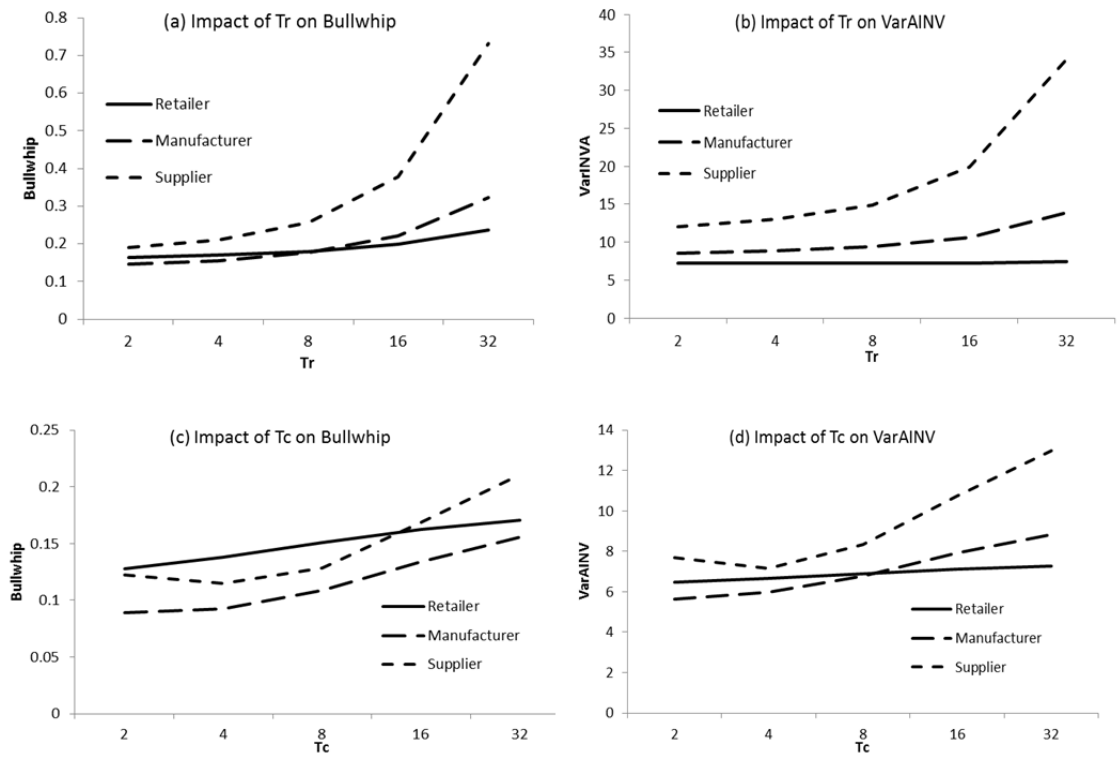 (a) Impact of Tr on Bullwhip
0.8
0.7
0.6
0.5
0.4
0.3
0.2
0.1
0
Bullwhip
Retailer
Manufacturer
Supplier
2 4 8 16 32
Tr
(b) Impact of Tr on VarAINV
40
35
30
25
20
15
10
5
0
VarINVA
Retailer
Manufacturer
Supplier
2 4 8 16 32
Tr
(c) Impact of Tc on Bullwhip
0.25
0.2
0.15
0.1
0.05
0
Bullwhip
Retailer
Manufacturer
Supplier
2 4 8 16 32
Tc
(d) Impact of Tc on VarAINV
14
12
10
8
6
4
2
0
VarAINV
Retailer
Manufacturer
Supplier
2 4 8 16 32
Tc